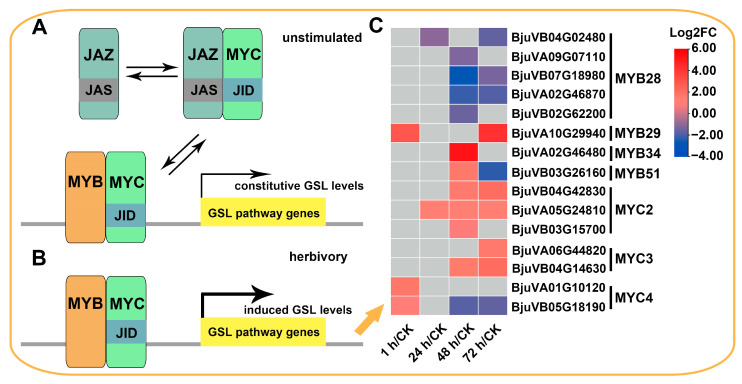 A
unstimulated
JAZ
JAS
JAZ
MYC
JAS
JID
MYB
MYC
JID
constitutive GSL levels
GSL pathway genes
B
herbivory
MYB
MYC
JID
induced GSL levels
GSL pathway genes
C
BjuVB04G02480
BjuVA09G07110
BjuVB07G18980
BjuVA02G46870
BjuVB02G62200
BjuVA10G29940
BjuVA02G46480
BjuVB03G26160
BjuVB04G42830
BjuVA05G24810
BjuVB03G15700
BjuVA06G44820
BjuVB04G14630
BjuVA01G10120
BjuVB05G18190
MYB28
MYB29
MYB34
MYB51
MYC2
MYC3
MYC4
1 h/CK
24 h/CK
48 h/CK
72 h/CK
Log2FC
6.00
4.00
2.00
0.00
−2.00
−4.00